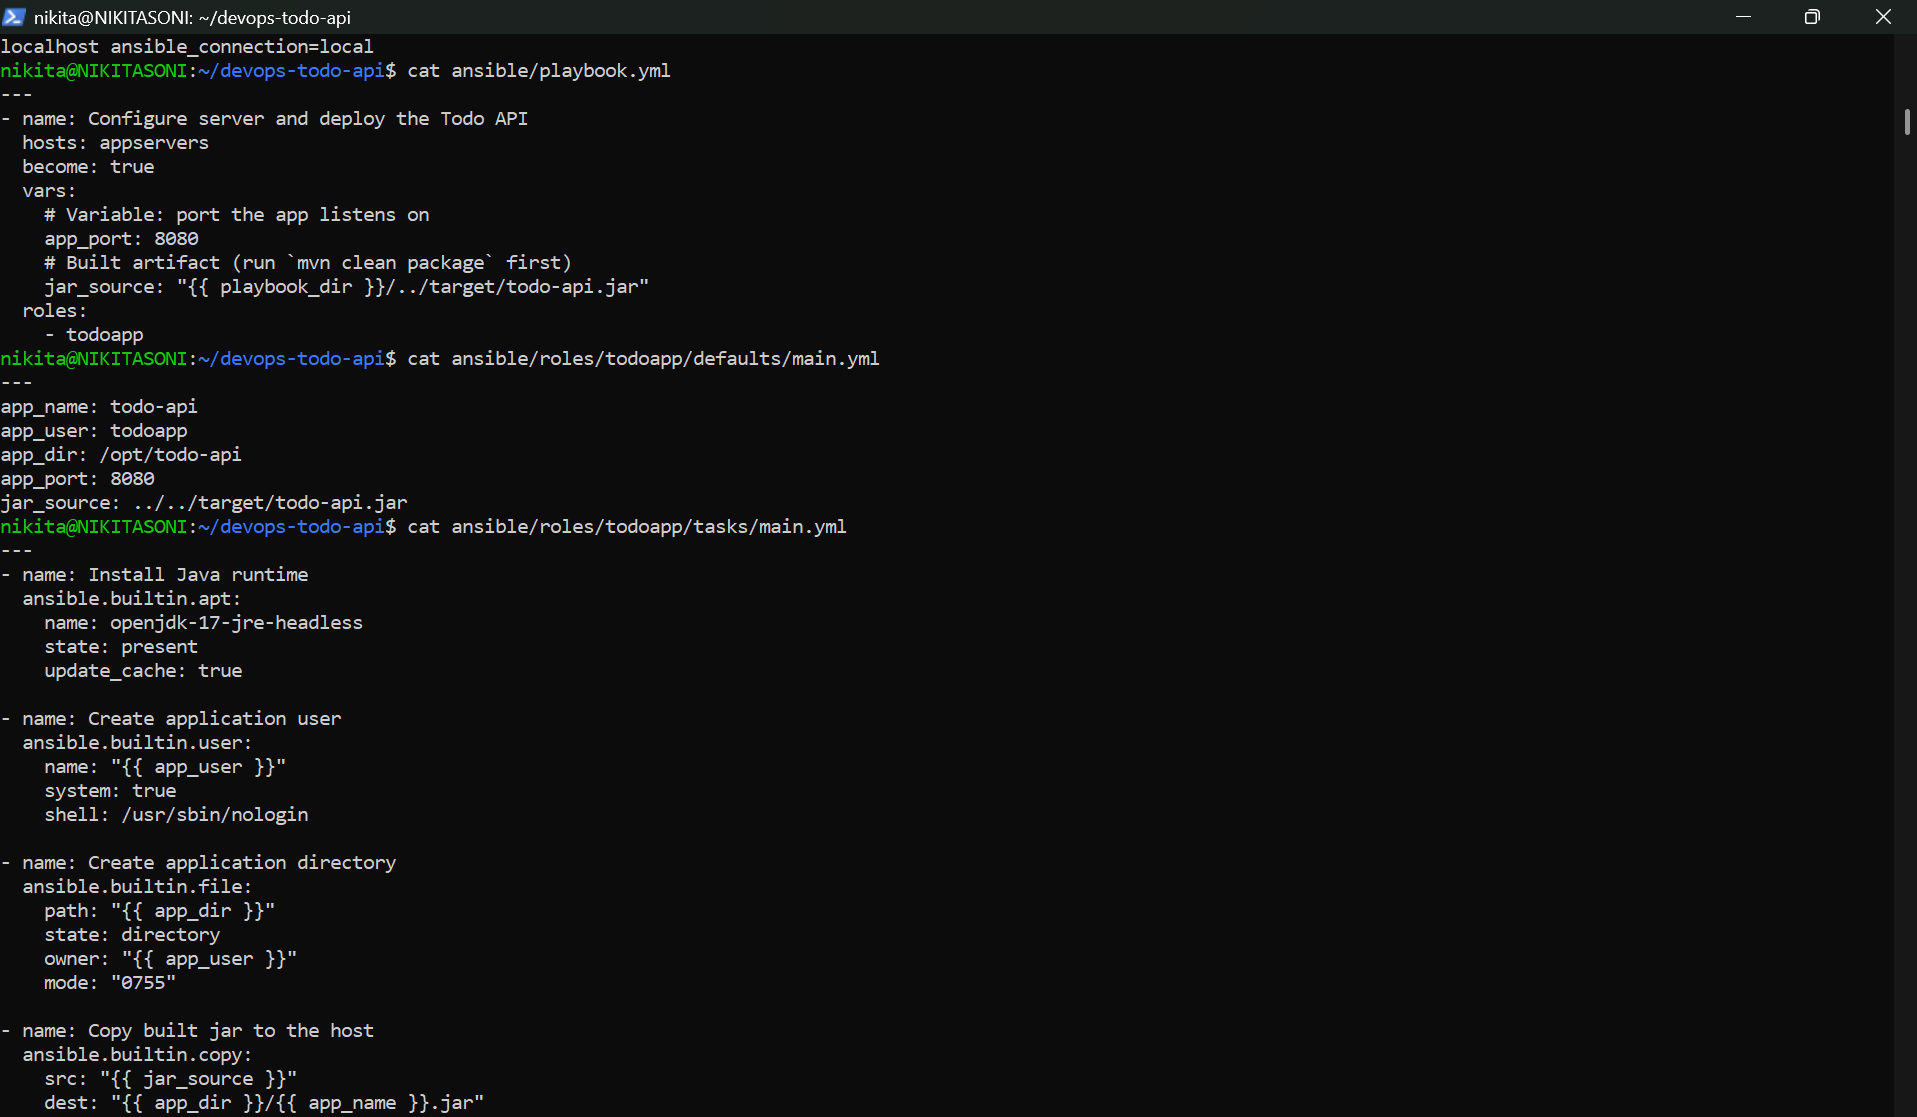 nikita@NIKITASONI: ~/devops-todo-api
localhost ansible_connection=local
nikita@NIKITASONI:~/devops-todo-api$ cat ansible/playbook.yml
---
- name: Configure server and deploy the Todo API
  hosts: appservers
  become: true
  vars:
    # Variable: port the app listens on
    app_port: 8080
    # Built artifact (run `mvn clean package` first)
    jar_source: "{{ playbook_dir }}/../target/todo-api.jar"
  roles:
    - todoapp
nikita@NIKITASONI:~/devops-todo-api$ cat ansible/roles/todoapp/defaults/main.yml
---
app_name: todo-api
app_user: todoapp
app_dir: /opt/todo-api
app_port: 8080
jar_source: ../../target/todo-api.jar
nikita@NIKITASONI:~/devops-todo-api$ cat ansible/roles/todoapp/tasks/main.yml
---
- name: Install Java runtime
  ansible.builtin.apt:
    name: openjdk-17-jre-headless
    state: present
    update_cache: true

- name: Create application user
  ansible.builtin.user:
    name: "{{ app_user }}"
    system: true
    shell: /usr/sbin/nologin

- name: Create application directory
  ansible.builtin.file:
    path: "{{ app_dir }}"
    state: directory
    owner: "{{ app_user }}"
    mode: "0755"

- name: Copy built jar to the host
  ansible.builtin.copy:
    src: "{{ jar_source }}"
    dest: "{{ app_dir }}/{{ app_name }}.jar"